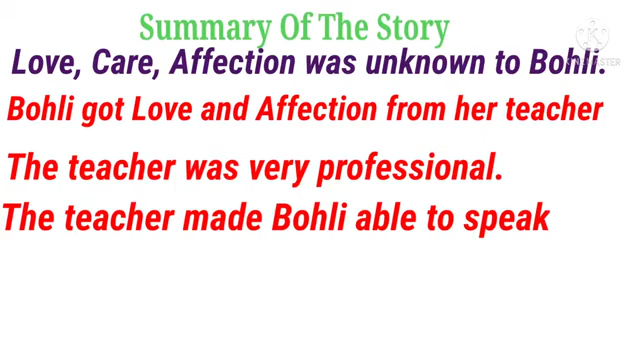 Summary Of The Story
Love, Care, Affection was unknown to Bohli.
Bohli got Love and Affection from her teacher
The teacher was very professional.
The teacher made Bohli able to speak